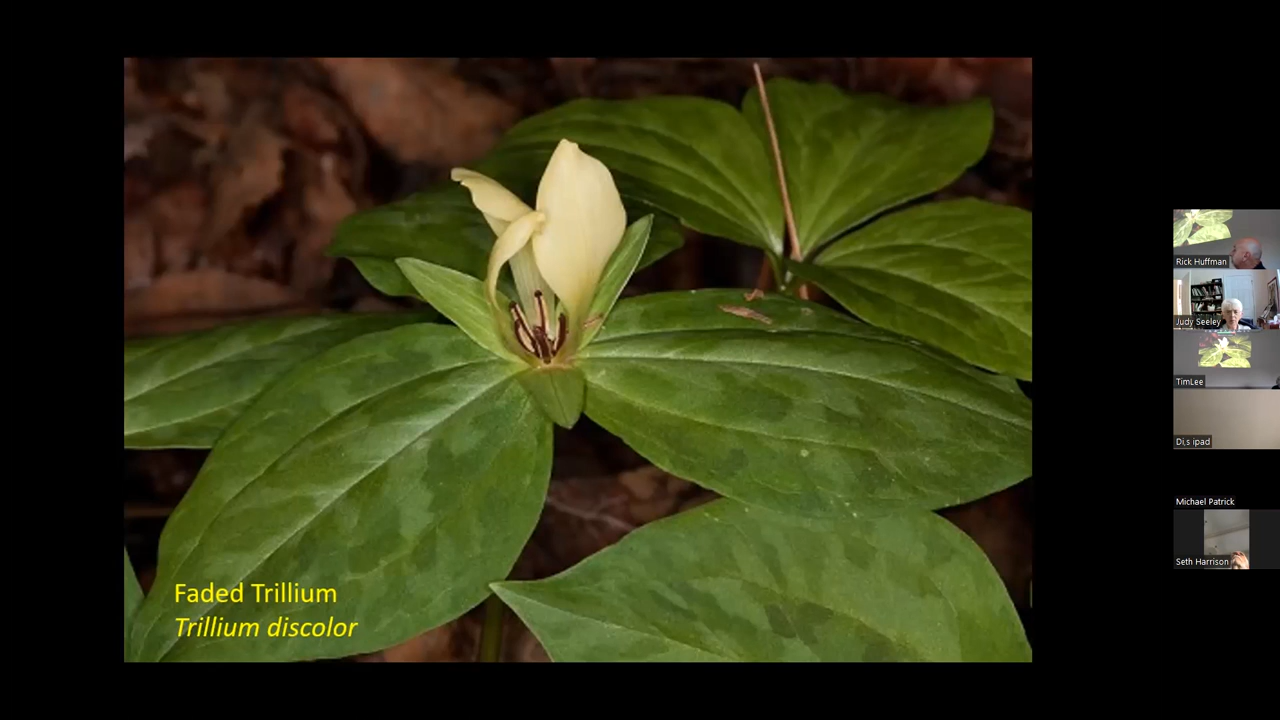 Faded Trillium
Trillium discolor
Rick Huffman
Judy Seeley
TimLee
Di,s ipad
Michael Patrick
Seth Harrison